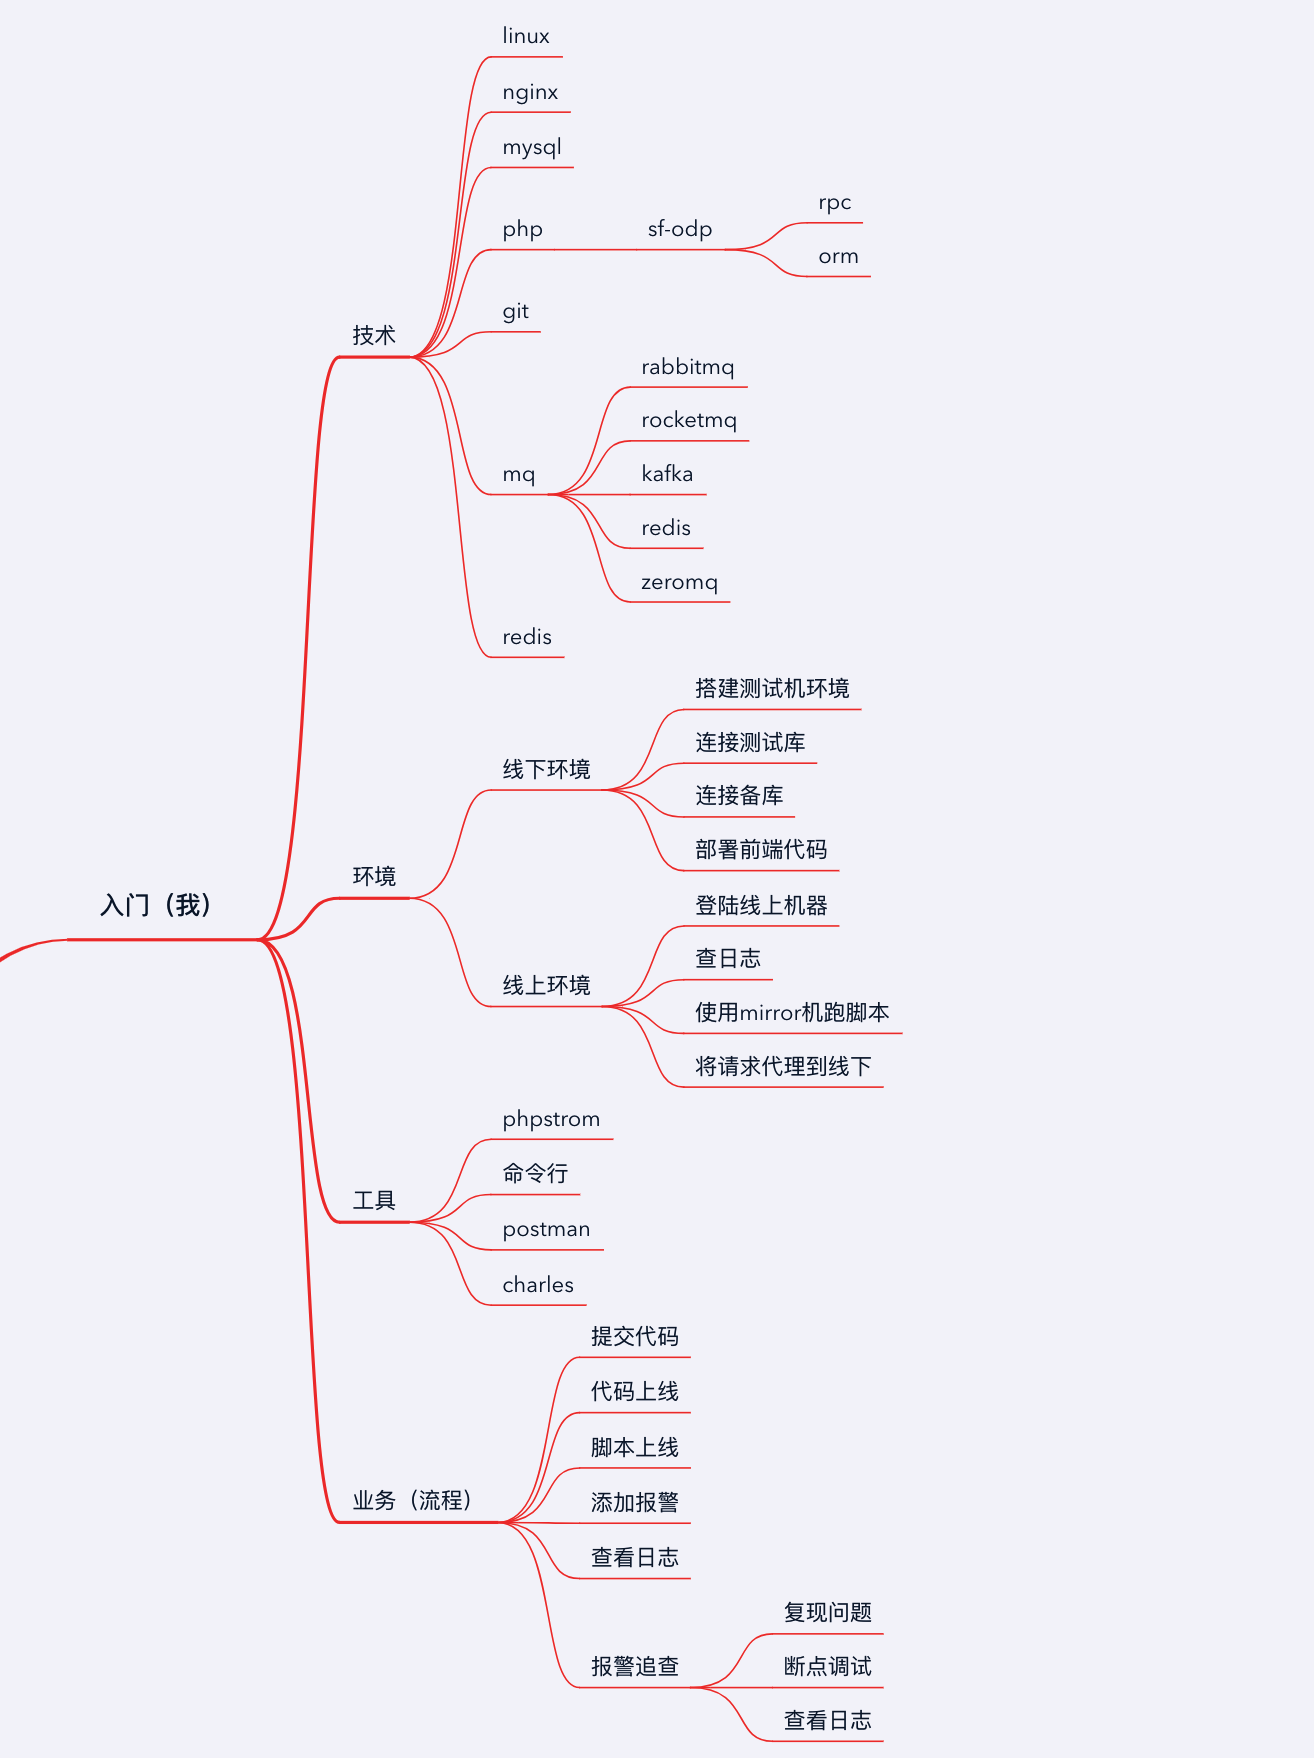 入门（我）
技术
linux
nginx
mysql
php
sf-odp
rpc
orm
git
mq
rabbitmq
rocketmq
kafka
redis
zeromq
redis
环境
线下环境
搭建测试机环境
连接测试库
连接备库
部署前端代码
线上环境
登陆线上机器
查日志
使用mirror机跑脚本
将请求代理到线下
工具
phpstrom
命令行
postman
charles
业务（流程）
提交代码
代码上线
脚本上线
添加报警
查看日志
报警追查
复现问题
断点调试
查看日志